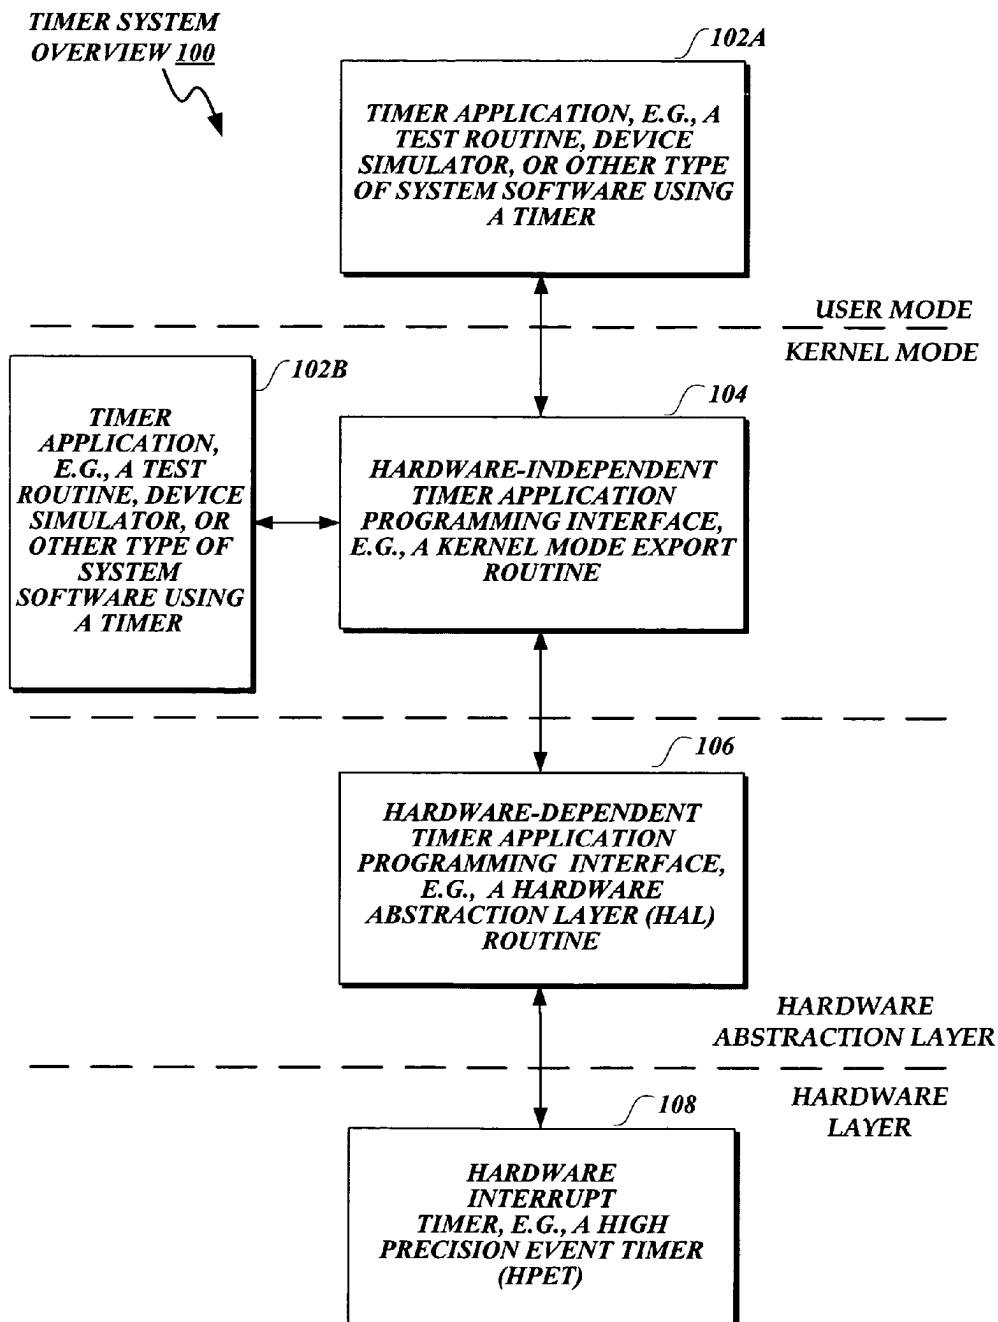 TIMER SYSTEM
OVERVIEW 100
102A
TIMER APPLICATION, E.G., A
TEST ROUTINE, DEVICE
SIMULATOR, OR OTHER TYPE
OF SYSTEM SOFTWARE USING
A TIMER
USER MODE
KERNEL MODE
102B
TIMER
APPLICATION,
E.G., A TEST
ROUTINE, DEVICE
SIMULATOR, OR
OTHER TYPE OF
SYSTEM
SOFTWARE USING
A TIMER
104
HARDWARE-INDEPENDENT
TIMER APPLICATION
PROGRAMMING INTERFACE,
E.G., A KERNEL MODE EXPORT
ROUTINE
106
HARDWARE-DEPENDENT
TIMER APPLICATION
PROGRAMMING INTERFACE,
E.G., A HARDWARE
ABSTRACTION LAYER (HAL)
ROUTINE
HARDWARE
ABSTRACTION LAYER
HARDWARE
LAYER
108
HARDWARE
INTERRUPT
TIMER, E.G., A HIGH
PRECISION EVENT TIMER
(HPET)